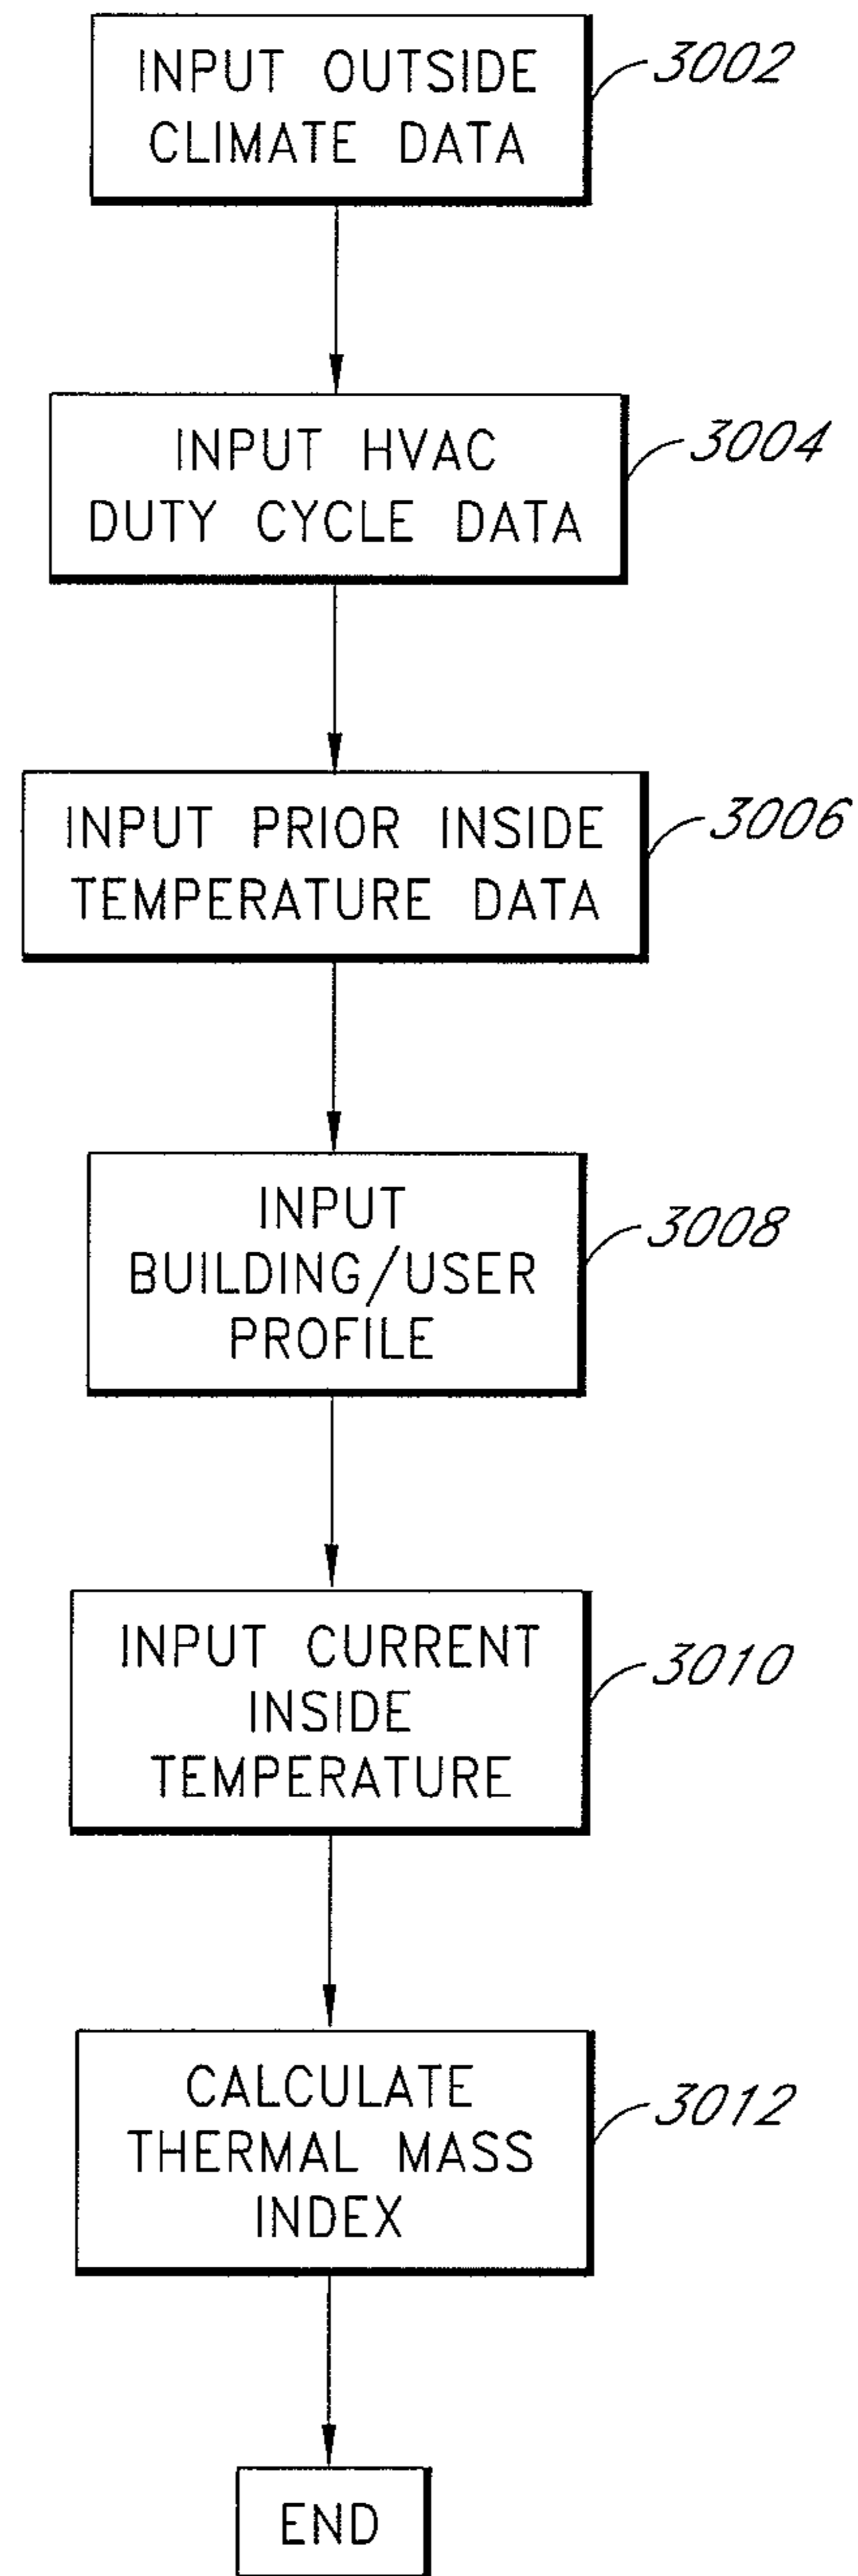 INPUT OUTSIDE
CLIMATE DATA
3002
INPUT HVAC
DUTY CYCLE DATA
3004
INPUT PRIOR INSIDE
TEMPERATURE DATA
3006
INPUT
BUILDING/USER
PROFILE
3008
INPUT CURRENT
INSIDE
TEMPERATURE
3010
CALCULATE
THERMAL MASS
INDEX
3012
END